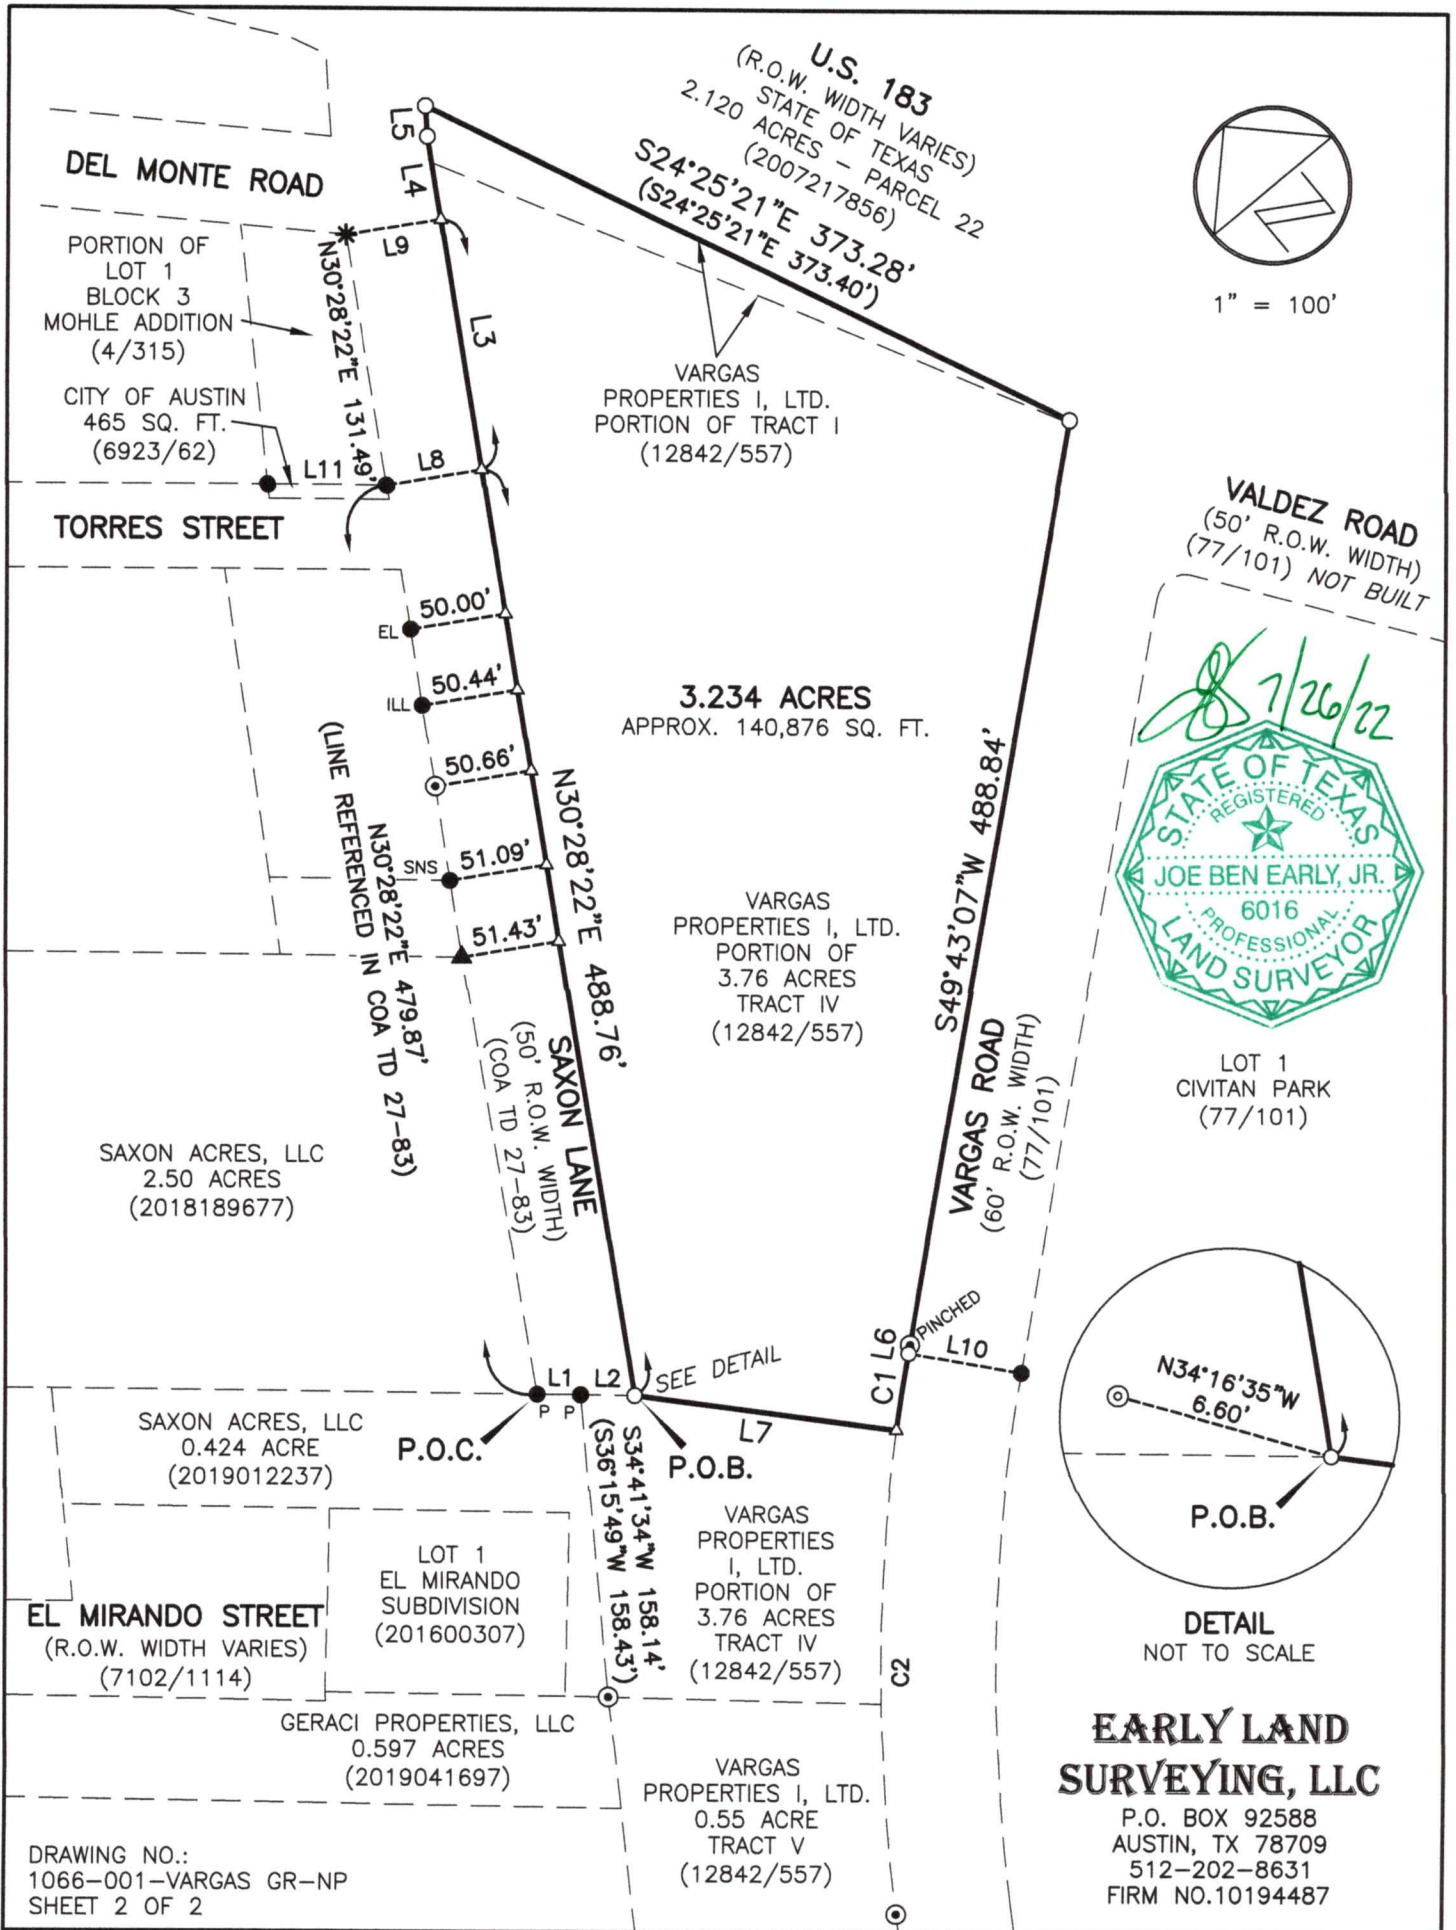 U.S. 183
(R.O.W. WIDTH VARIES)
STATE OF TEXAS
2.120 ACRES – PARCEL 22
(2007217856)
S24°25'21"E 373.28'
(S24°25'21"E 373.40')
1" = 100'
L5
L4
DEL MONTE ROAD
L9
PORTION OF
LOT 1
BLOCK 3
MOHLE ADDITION
(4/315)
N30°28'22"E 131.49'
L3
CITY OF AUSTIN
465 SQ. FT.
(6923/62)
L11
L8
VARGAS
PROPERTIES I, LTD.
PORTION OF TRACT I
(12842/557)
TORRES STREET
VALDEZ ROAD
(50' R.O.W. WIDTH)
(77/101) NOT BUILT
50.00'
EL
50.44'
ILL
50.66'
SNS
51.09'
51.43'
3.234 ACRES
APPROX. 140,876 SQ. FT.
7/26/22
STATE OF TEXAS
REGISTERED
JOE BEN EARLY, JR.
6016
PROFESSIONAL
LAND SURVEYOR
N30°28'22"E 488.76'
N30°28'22"E 479.87'
(LINE REFERENCED IN COA TD 27-83)
VARGAS
PROPERTIES I, LTD.
PORTION OF
3.76 ACRES
TRACT IV
(12842/557)
S49°43'07"W 488.84'
SAXON LANE
(50' R.O.W. WIDTH)
(COA TD 27-83)
VARGAS ROAD
(60' R.O.W. WIDTH)
(77/101)
LOT 1
CIVITAN PARK
(77/101)
SAXON ACRES, LLC
2.50 ACRES
(2018189677)
PINCHED
L6
L10
C1
L1
L2
SEE DETAIL
P
P
L7
P.O.C.
P.O.B.
SAXON ACRES, LLC
0.424 ACRE
(2019012237)
N34°16'35"W
6.60'
P.O.B.
DETAIL
NOT TO SCALE
S34°41'34"W 158.14'
(S36°15'49"W 158.43')
LOT 1
EL MIRANDO
SUBDIVISION
(201600307)
VARGAS
PROPERTIES
I, LTD.
PORTION OF
3.76 ACRES
TRACT IV
(12842/557)
C2
EL MIRANDO STREET
(R.O.W. WIDTH VARIES)
(7102/1114)
GERACI PROPERTIES, LLC
0.597 ACRES
(2019041697)
VARGAS
PROPERTIES I, LTD.
0.55 ACRE
TRACT V
(12842/557)
EARLY LAND
SURVEYING, LLC
P.O. BOX 92588
AUSTIN, TX 78709
512-202-8631
FIRM NO.10194487
DRAWING NO.:
1066-001-VARGAS GR-NP
SHEET 2 OF 2